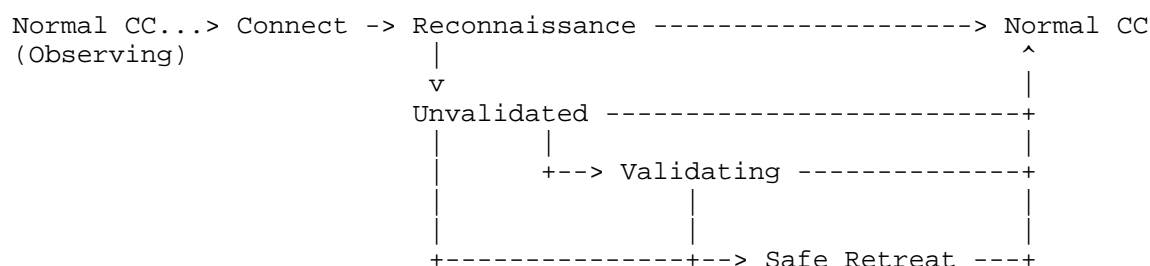 Normal CC...> Connect -> Reconnaissance ---------------------> Normal CC
(Observing) | ^
v |
Unvalidated ---------------------------+
| | |
| +--> Validating --------------+
| | |
| | |
+----------------+--> Safe Retreat ---+